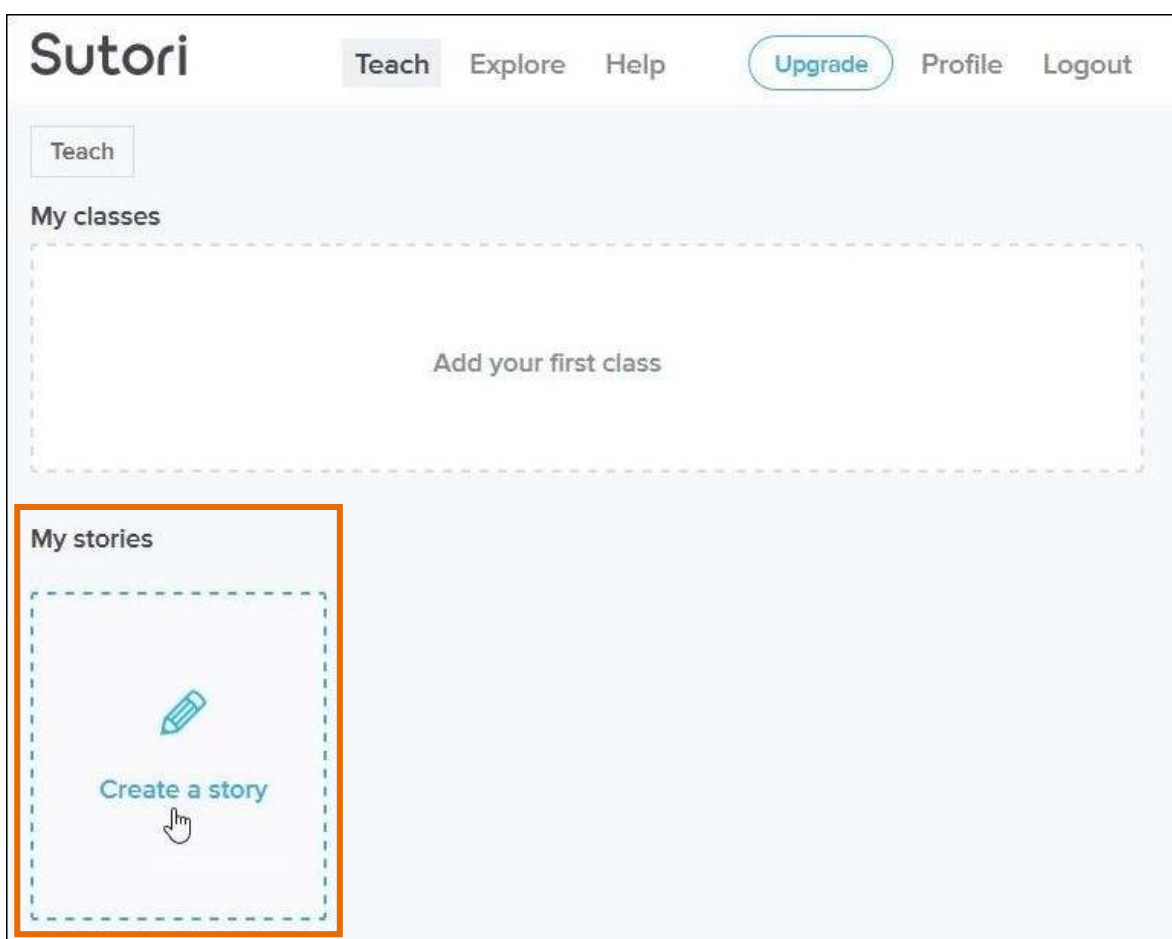 Sutori Teach Explore Help Upgrade Profile Logout
Teach
My classes
Add your first class
My stories
Create a story